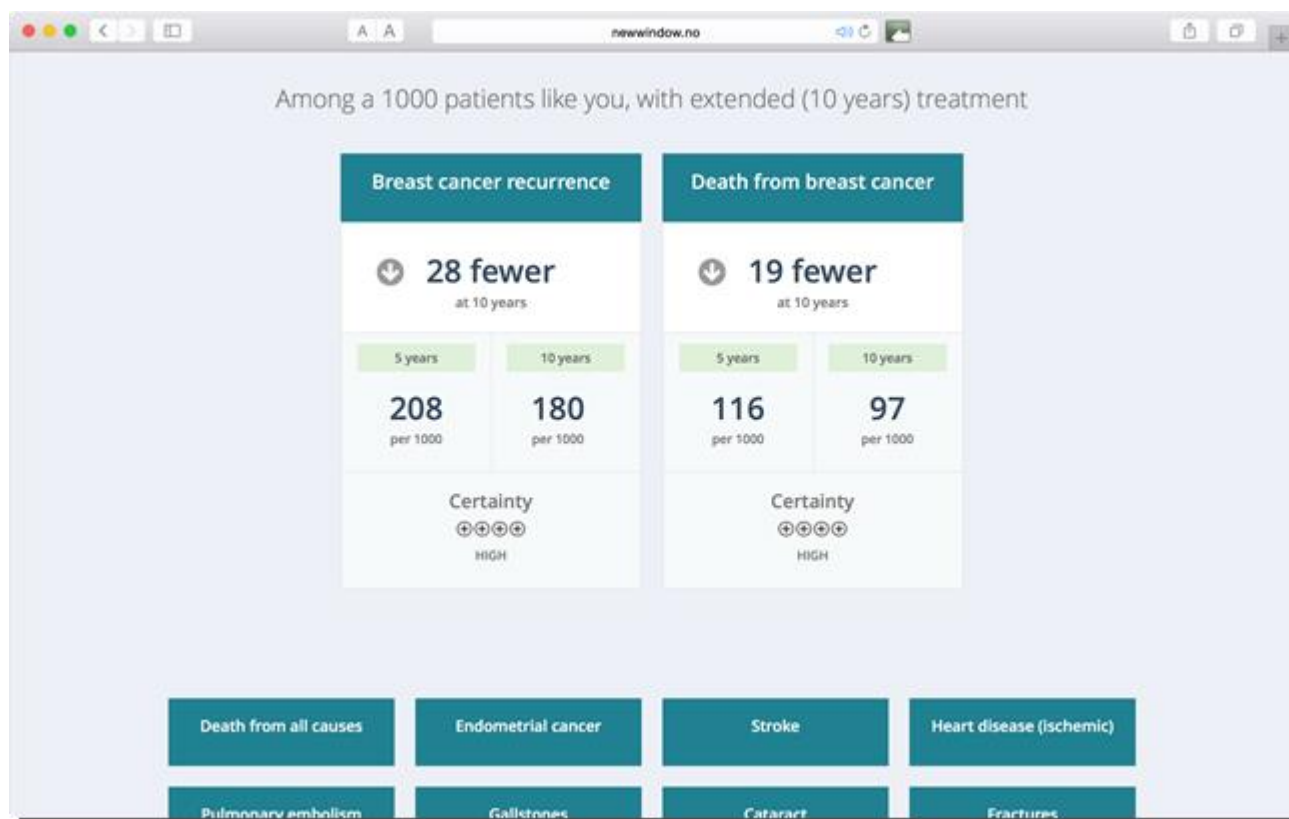 A A
newwindow.no
Among a 1000 patients like you, with extended (10 years) treatment
Breast cancer recurrence
Death from breast cancer
28 fewer
at 10 years
19 fewer
at 10 years
5 years
10 years
5 years
10 years
208
180
116
97
per 1000
per 1000
per 1000
per 1000
Certainty
Certainty
HIGH
HIGH
Death from all causes
Endometrial cancer
Stroke
Heart disease (ischemic)
Pulmonary embolism
Gallstones
Cataract
Fractures